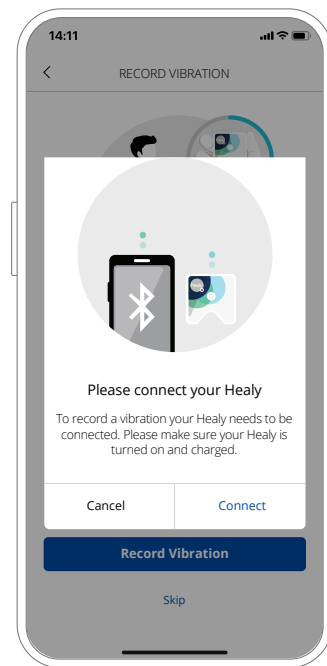 14:11
RECORD VIBRATION
Please connect your Healy
To record a vibration your Healy needs to be
connected. Please make sure your Healy is
turned on and charged.
Cancel
Connect
Record Vibration
Skip